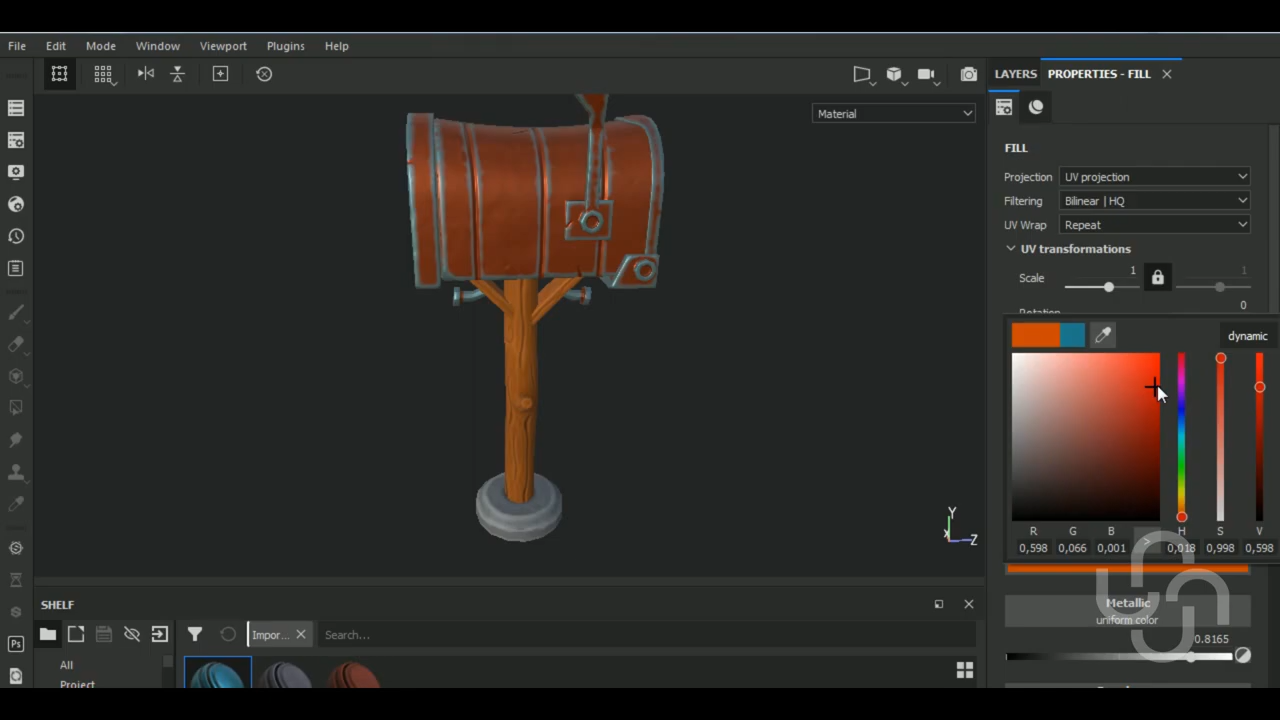 File Edit Mode Window Viewport Plugins Help
LAYERS PROPERTIES - FILL
Material
FILL
Projection UV projection
Filtering Bilinear | HQ
UV Wrap Repeat
UV transformations
Scale 1 1
Rotation 0
dynamic
R G B H S V
0,598 0,066 0,001 > 0,018 0,998 0,598
Metallic
uniform color
0.8165
Y
X Z
SHELF
Impor... Search...
All
Project
Ps